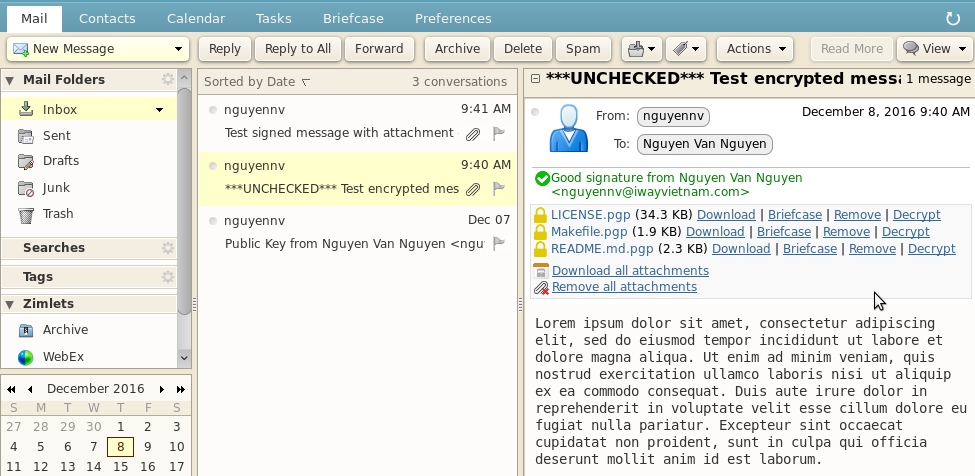 Mail Contacts Calendar Tasks Briefcase Preferences
New Message Reply Reply to All Forward Archive Delete Spam Actions Read More View
Mail Folders
Inbox
Sent
Drafts
Junk
Trash
Searches
Tags
Zimlets
Archive
WebEx
December 2016
S M T W T F S
27 28 29 30 1 2 3
4 5 6 7 8 9 10
11 12 13 14 15 16 17
Sorted by Date 3 conversations
nguyennv 9:41 AM
Test signed message with attachment
nguyennv 9:40 AM
***UNCHECKED*** Test encrypted mes
nguyennv Dec 07
Public Key from Nguyen Van Nguyen <ngu
***UNCHECKED*** Test encrypted messa 1 message
From: nguyennv December 8, 2016 9:40 AM
To: Nguyen Van Nguyen
Good signature from Nguyen Van Nguyen
<nguyennv@iwayvietnam.com>
LICENSE.pgp (34.3 KB) Download | Briefcase | Remove | Decrypt
Makefile.pgp (1.9 KB) Download | Briefcase | Remove | Decrypt
README.md.pgp (2.3 KB) Download | Briefcase | Remove | Decrypt
Download all attachments
Remove all attachments
Lorem ipsum dolor sit amet, consectetur adipiscing
elit, sed do eiusmod tempor incididunt ut labore et
dolore magna aliqua. Ut enim ad minim veniam, quis
nostrud exercitation ullamco laboris nisi ut aliquip
ex ea commodo consequat. Duis aute irure dolor in
reprehenderit in voluptate velit esse cillum dolore eu
fugiat nulla pariatur. Excepteur sint occaecat
cupidatat non proident, sunt in culpa qui officia
deserunt mollit anim id est laborum.